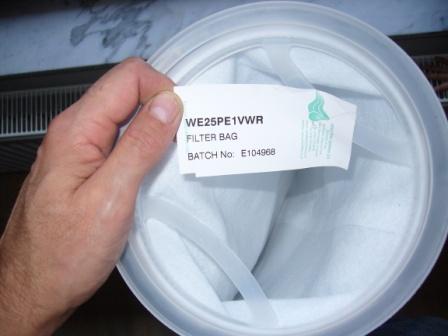 WE25PE1VWR
FILTER BAG
BATCH No: E104968